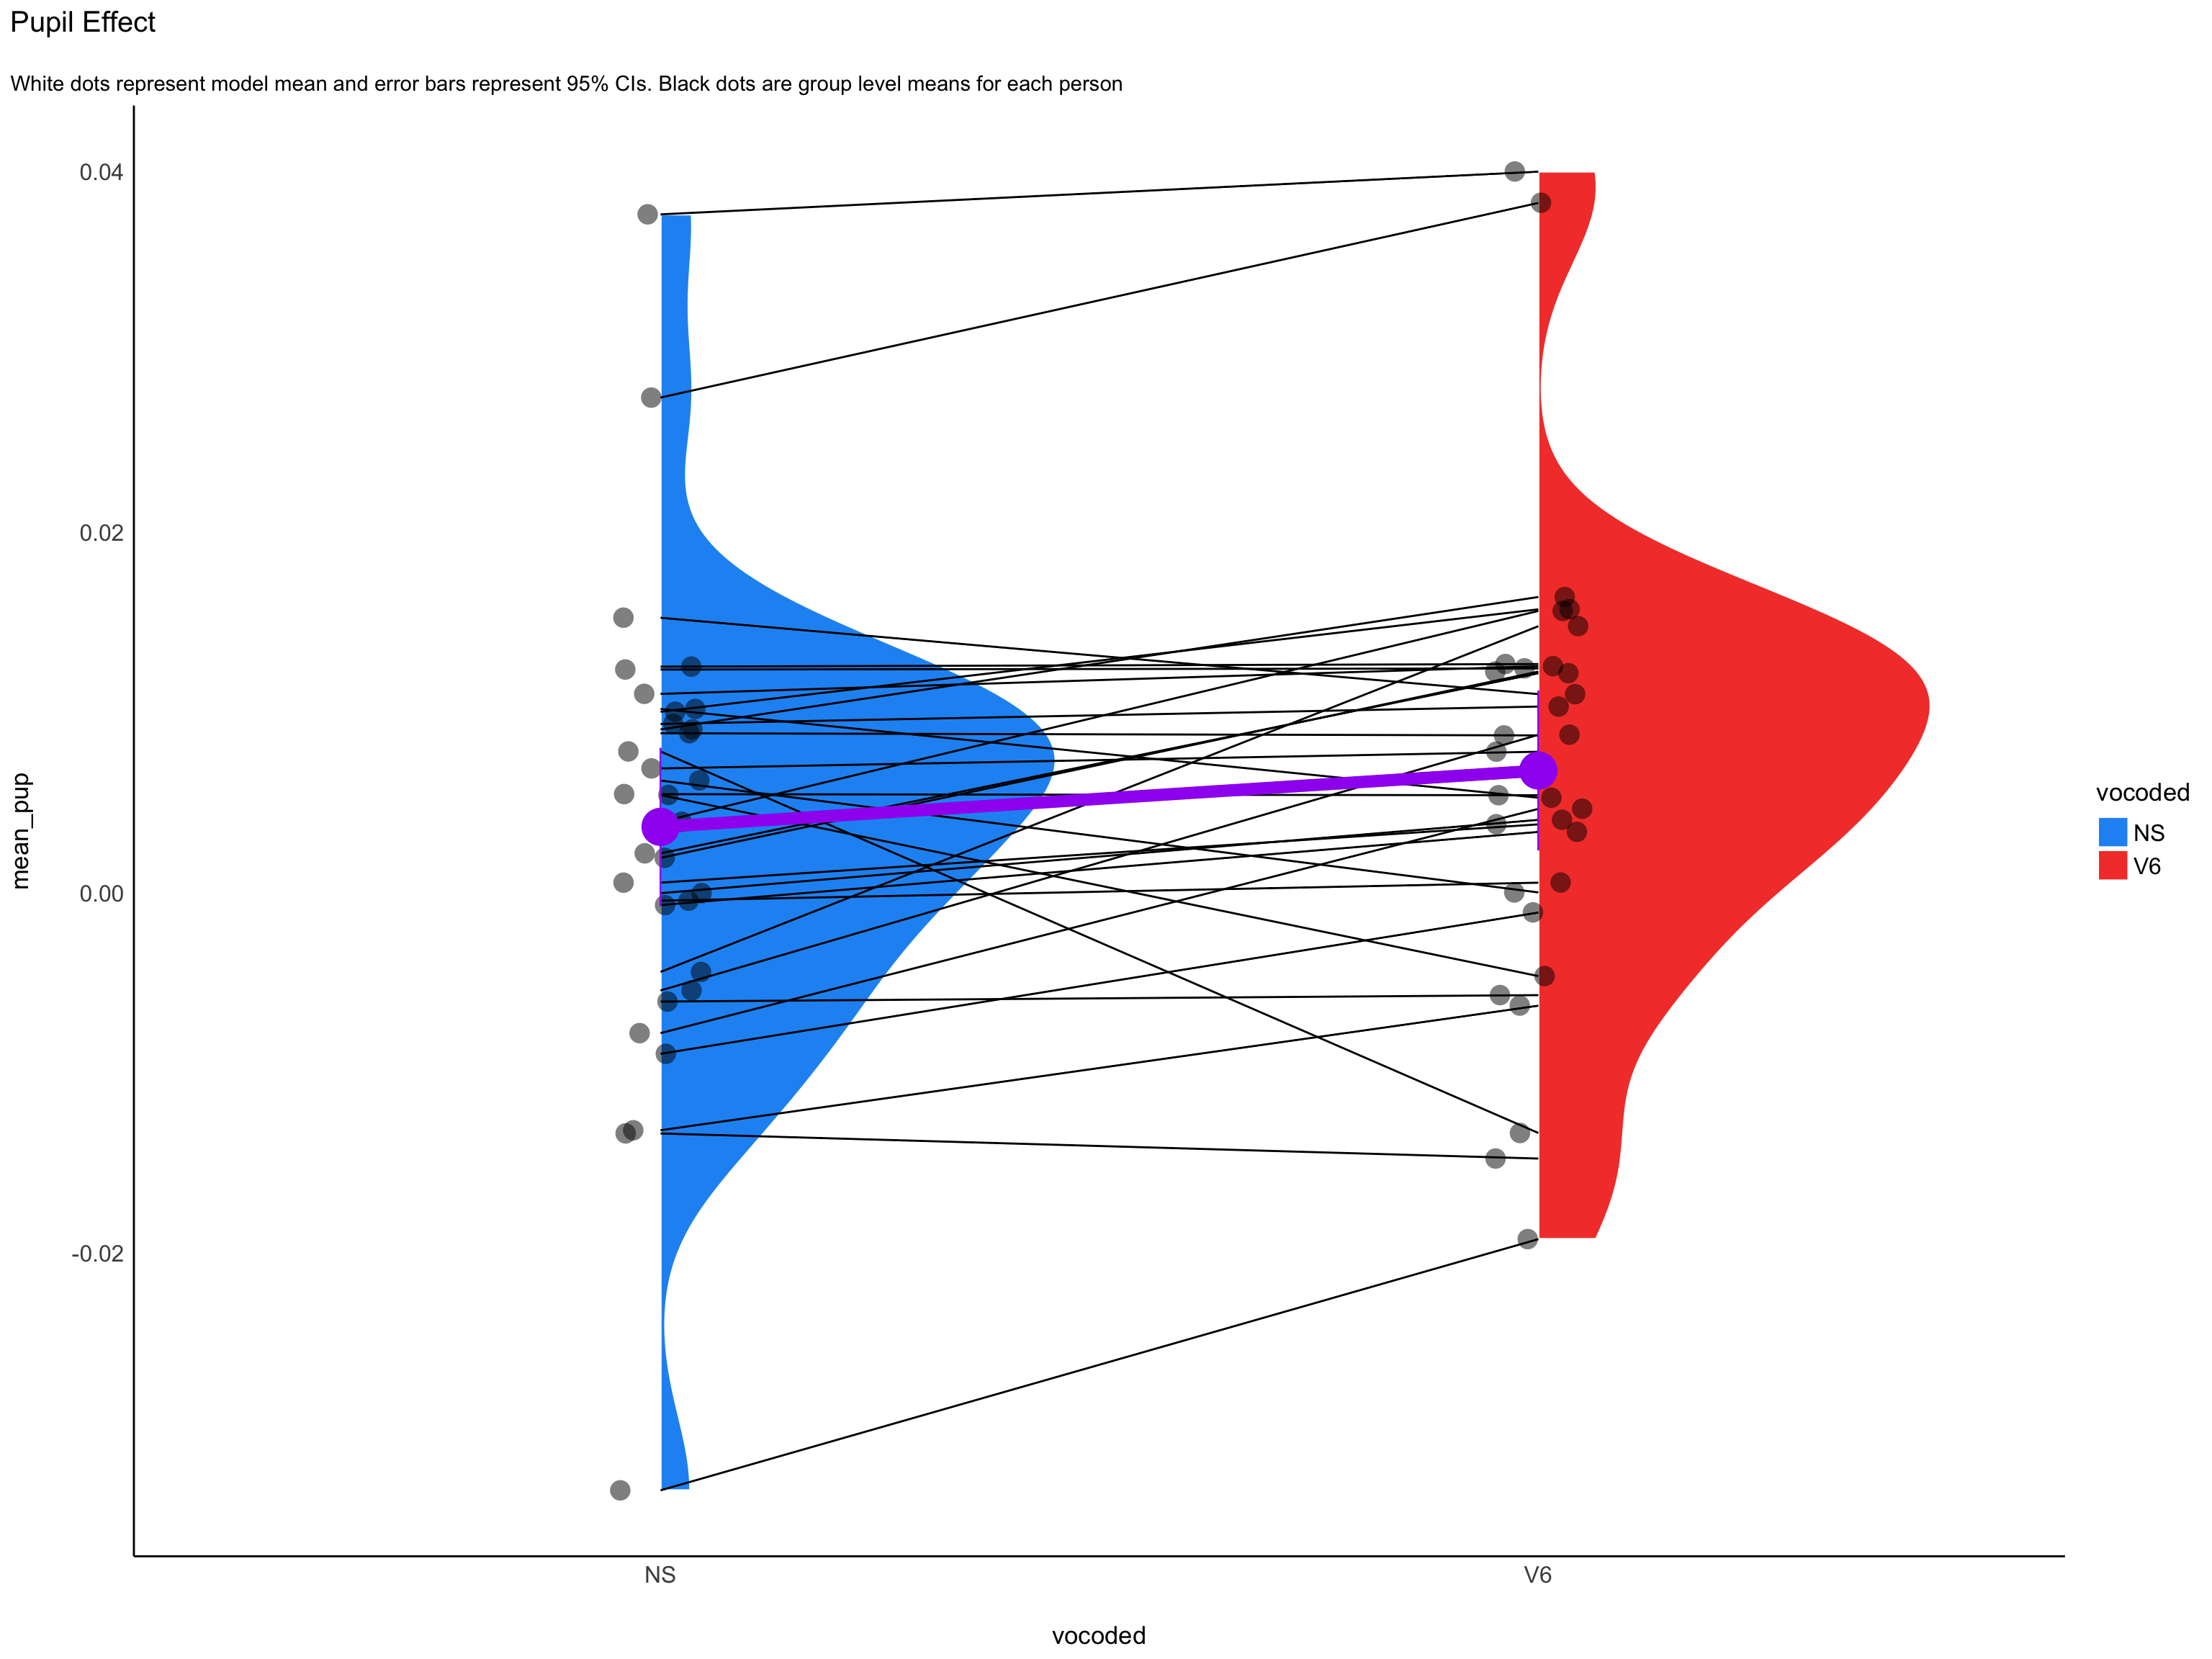 Pupil Effect
White dots represent model mean and error bars represent 95% CIs. Black dots are group level means for each person
0.04
0.02
0.00
-0.02
mean_pup
NS
V6
vocoded
vocoded
NS
V6